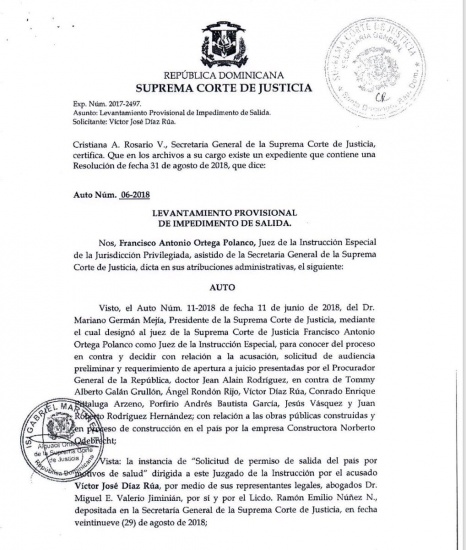 SUPREMA CORTE DE JUSTICIA
SECRETARÍA GENERAL
Santo Domingo, Rep. Dom.
REPÚBLICA DOMINICANA
SUPREMA CORTE DE JUSTICIA
Exp. Núm. 2017-2497.
Asunto: Levantamiento Provisional de Impedimento de Salida.
Solicitante: Víctor José Díaz Rúa.
Cristiana A. Rosario V., Secretaria General de la Suprema Corte de Justicia,
certifica. Que en los archivos a su cargo existe un expediente que contiene una
Resolución de fecha 31 de agosto de 2018, que dice:
Auto Núm. 06-2018
LEVANTAMIENTO PROVISIONAL
DE IMPEDIMENTO DE SALIDA.
Nos, Francisco Antonio Ortega Polanco, Juez de la Instrucción Especial
de la Jurisdicción Privilegiada, asistido de la Secretaria General de la Suprema
Corte de Justicia, dicta en sus atribuciones administrativas, el siguiente:
AUTO
Visto, el Auto Núm. 11-2018 de fecha 11 de junio de 2018, del Dr.
Mariano Germán Mejía, Presidente de la Suprema Corte de Justicia, mediante
el cual designó al juez de la Suprema Corte de Justicia Francisco Antonio
Ortega Polanco como Juez de la Instrucción Especial, para conocer del proceso
en contra y decidir con relación a la acusación, solicitud de audiencia
preliminar y requerimiento de apertura a juicio presentadas por el Procurador
General de la República, doctor Jean Alain Rodríguez, en contra de Tommy
Alberto Galán Grullón, Ángel Rondón Rijo, Víctor Díaz Rúa, Conrado Enrique
Pittaluga Arzeno, Porfirio Andrés Bautista García, Jesús Vásquez y Juan
Roberto Rodríguez Hernández; con relación a las obras públicas construidas y
en proceso de construcción en el país por la empresa Constructora Norberto
Odebrecht;
Vista: la instancia de "Solicitud de permiso de salida del país por
motivos de salud" dirigida a este Juzgado de la Instrucción por el acusado
Víctor José Díaz Rúa, por medio de sus representantes legales, abogados Dr.
Miguel E. Valerio Jiminián, por sí y por el Licdo. Ramón Emilio Núñez N.,
depositada en la Secretaría General de la Suprema Corte de Justicia, en fecha
veintinueve (29) de agosto de 2018;
GABRIEL
de la Suprema Corte
de Justicia
República Dominicana